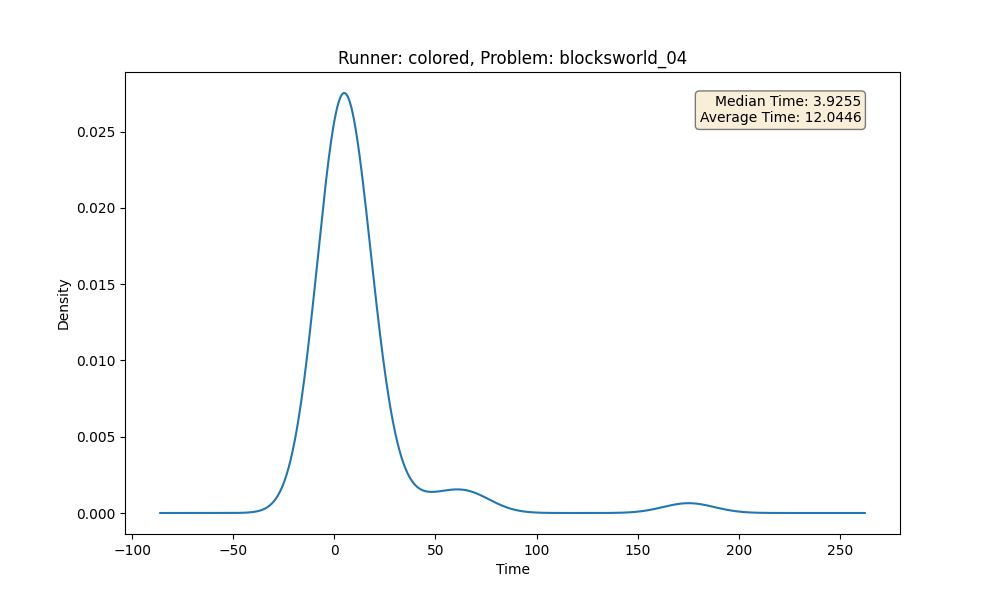 Runner: colored, Problem: blocksworld_04
Median Time: 3.9255
Average Time: 12.0446
Density
0.025
0.020
0.015
0.010
0.005
0.000
−100
−50
0
50
100
150
200
250
Time